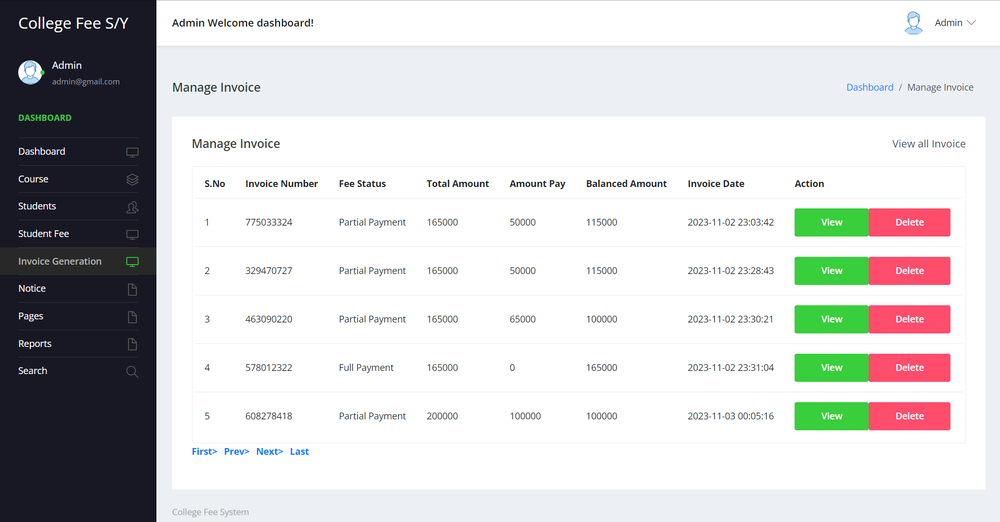 College Fee S/Y
Admin Welcome dashboard!
Admin
Admin
admin@gmail.com
DASHBOARD
Dashboard
Course
Students
Student Fee
Invoice Generation
Notice
Pages
Reports
Search
Manage Invoice
Dashboard / Manage Invoice
Manage Invoice
View all Invoice
S.No Invoice Number Fee Status Total Amount Amount Pay Balanced Amount Invoice Date Action
1 775033324 Partial Payment 165000 50000 115000 2023-11-02 23:03:42 View Delete
2 329470727 Partial Payment 165000 50000 115000 2023-11-02 23:28:43 View Delete
3 463090220 Partial Payment 165000 65000 100000 2023-11-02 23:30:21 View Delete
4 578012322 Full Payment 165000 0 165000 2023-11-02 23:31:04 View Delete
5 608278418 Partial Payment 200000 100000 100000 2023-11-03 00:05:16 View Delete
First> Prev> Next> Last
College Fee System